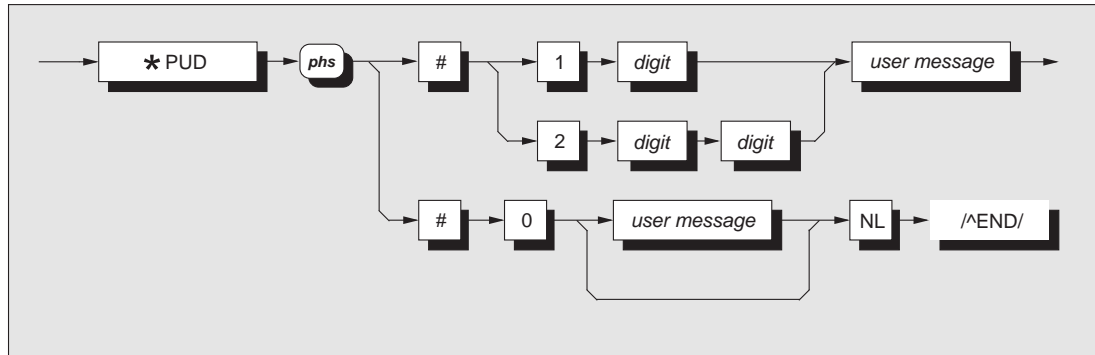 * PUD phs # 1 digit user message
2 digit digit
# 0 user message NL /^END/